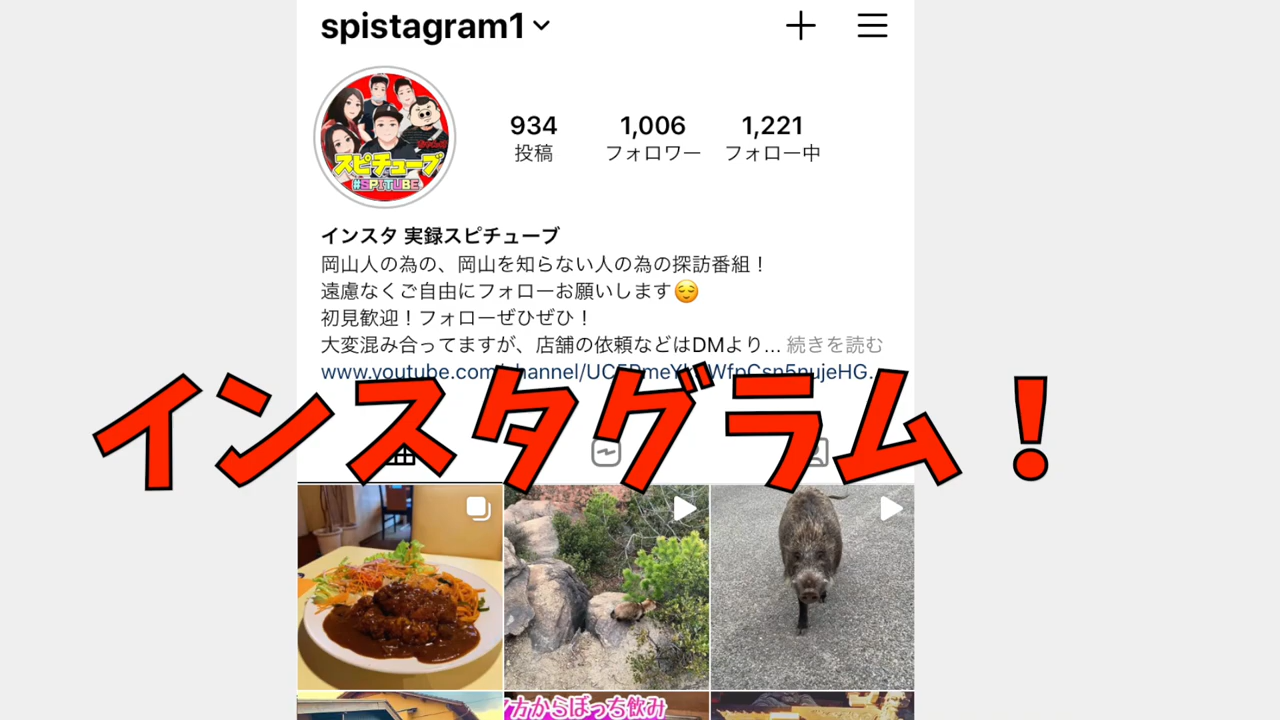 spistagram1
スピチューブ
#SPITUBE
934
1,006
1,221
投稿
フォロワー
フォロー中
インスタ 実録スピチューブ
岡山人の為の、岡山を知らない人の為の探訪番組！
遠慮なくご自由にフォローお願いします😌
初見歓迎！フォローぜひぜひ！
大変混み合ってますが、店舗の依頼などはDMより... 続きを読む
www.youtube.com
インスタグラム！
方からぼっち飲み